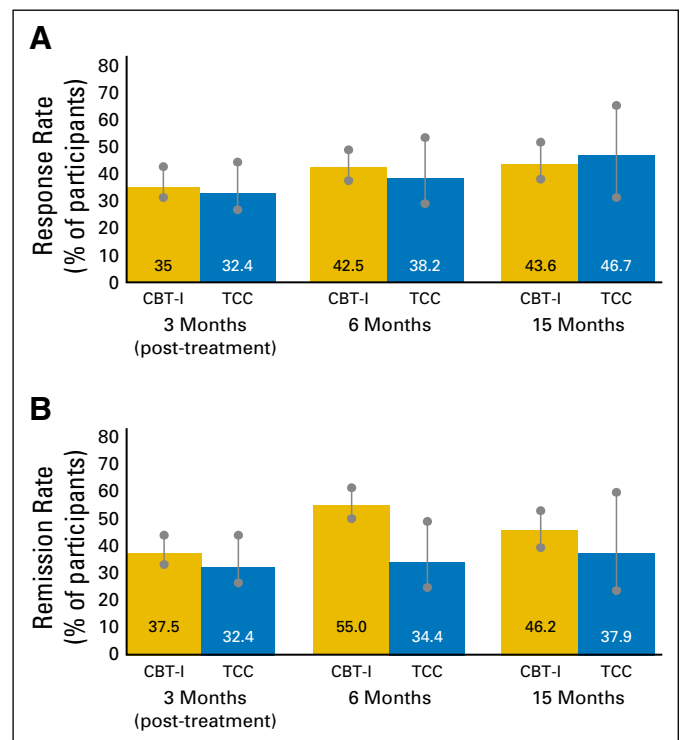 A
Response Rate
(% of participants)
80
70
60
50
40
30
20
10
0
35
32.4
42.5
38.2
43.6
46.7
CBT-I TCC CBT-I TCC CBT-I TCC
3 Months 6 Months 15 Months
(post-treatment)
B
Remission Rate
(% of participants)
80
70
60
50
40
30
20
10
0
37.5
32.4
55.0
34.4
46.2
37.9
CBT-I TCC CBT-I TCC CBT-I TCC
3 Months 6 Months 15 Months
(post-treatment)